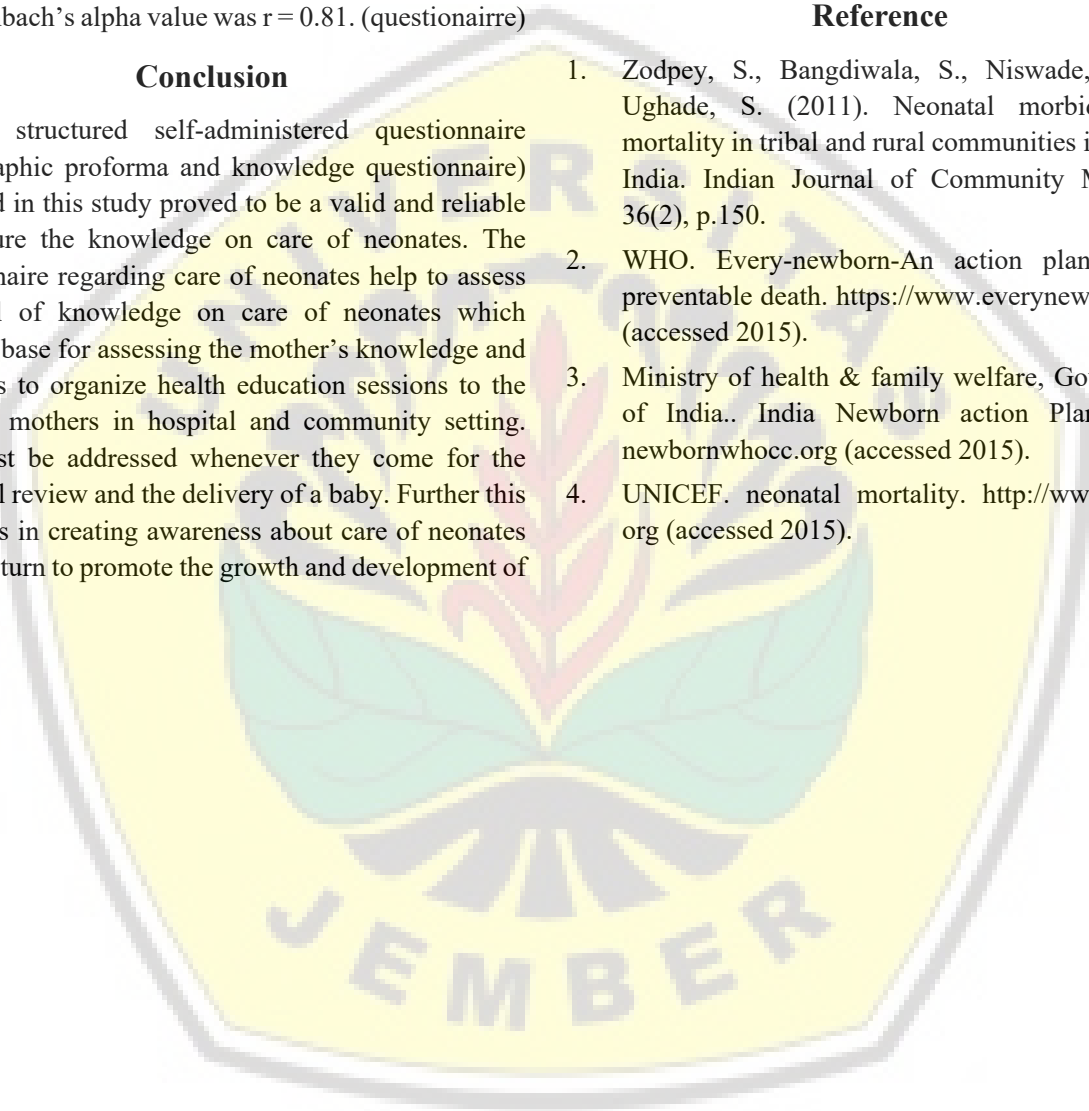 bach's alpha value was r = 0.81. (questionairre)
Conclusion
structured self-administered questionnaire
aphic proforma and knowledge questionnaire)
in this study proved to be a valid and reliable
ure the knowledge on care of neonates. The
naire regarding care of neonates help to assess
of knowledge on care of neonates which
base for assessing the mother's knowledge and
s to organize health education sessions to the
mothers in hospital and community setting.
st be addressed whenever they come for the
l review and the delivery of a baby. Further this
s in creating awareness about care of neonates
turn to promote the growth and development of
Reference
1. Zodpey, S., Bangdiwala, S., Niswade,
Ughade, S. (2011). Neonatal morbi
mortality in tribal and rural communities i
India. Indian Journal of Community M
36(2), p.150.
2. WHO. Every-newborn-An action plan
preventable death. https://www.everynew
(accessed 2015).
3. Ministry of health & family welfare, Go
of India.. India Newborn action Plan
newbornwhocc.org (accessed 2015).
4. UNICEF. neonatal mortality. http://ww
org (accessed 2015).
UNIVERSITAS
JEMBER